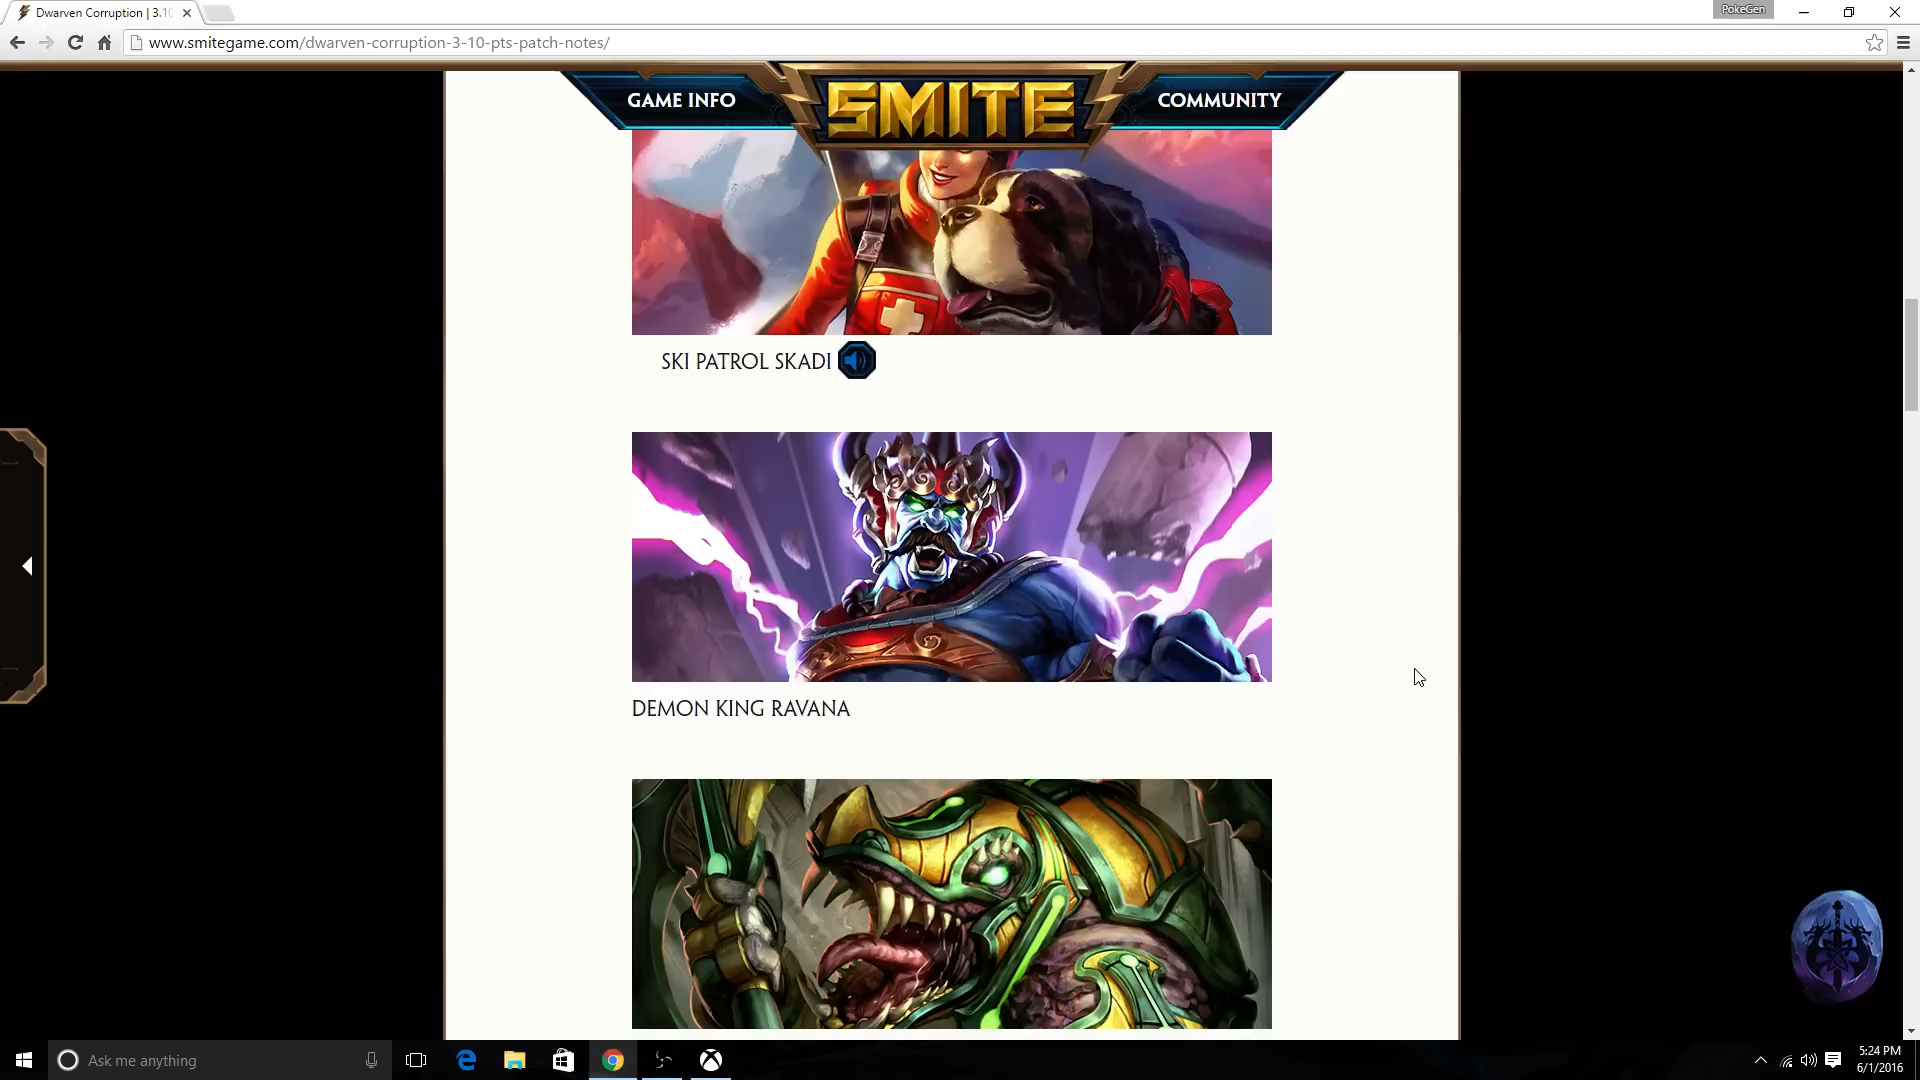 Dwarven Corruption | 3.10
PokeGen
www.smitegame.com/dwarven-corruption-3-10-pts-patch-notes/
GAME INFO
SMITE
COMMUNITY
SKI PATROL SKADI
DEMON KING RAVANA
Ask me anything
5:24 PM
6/1/2016